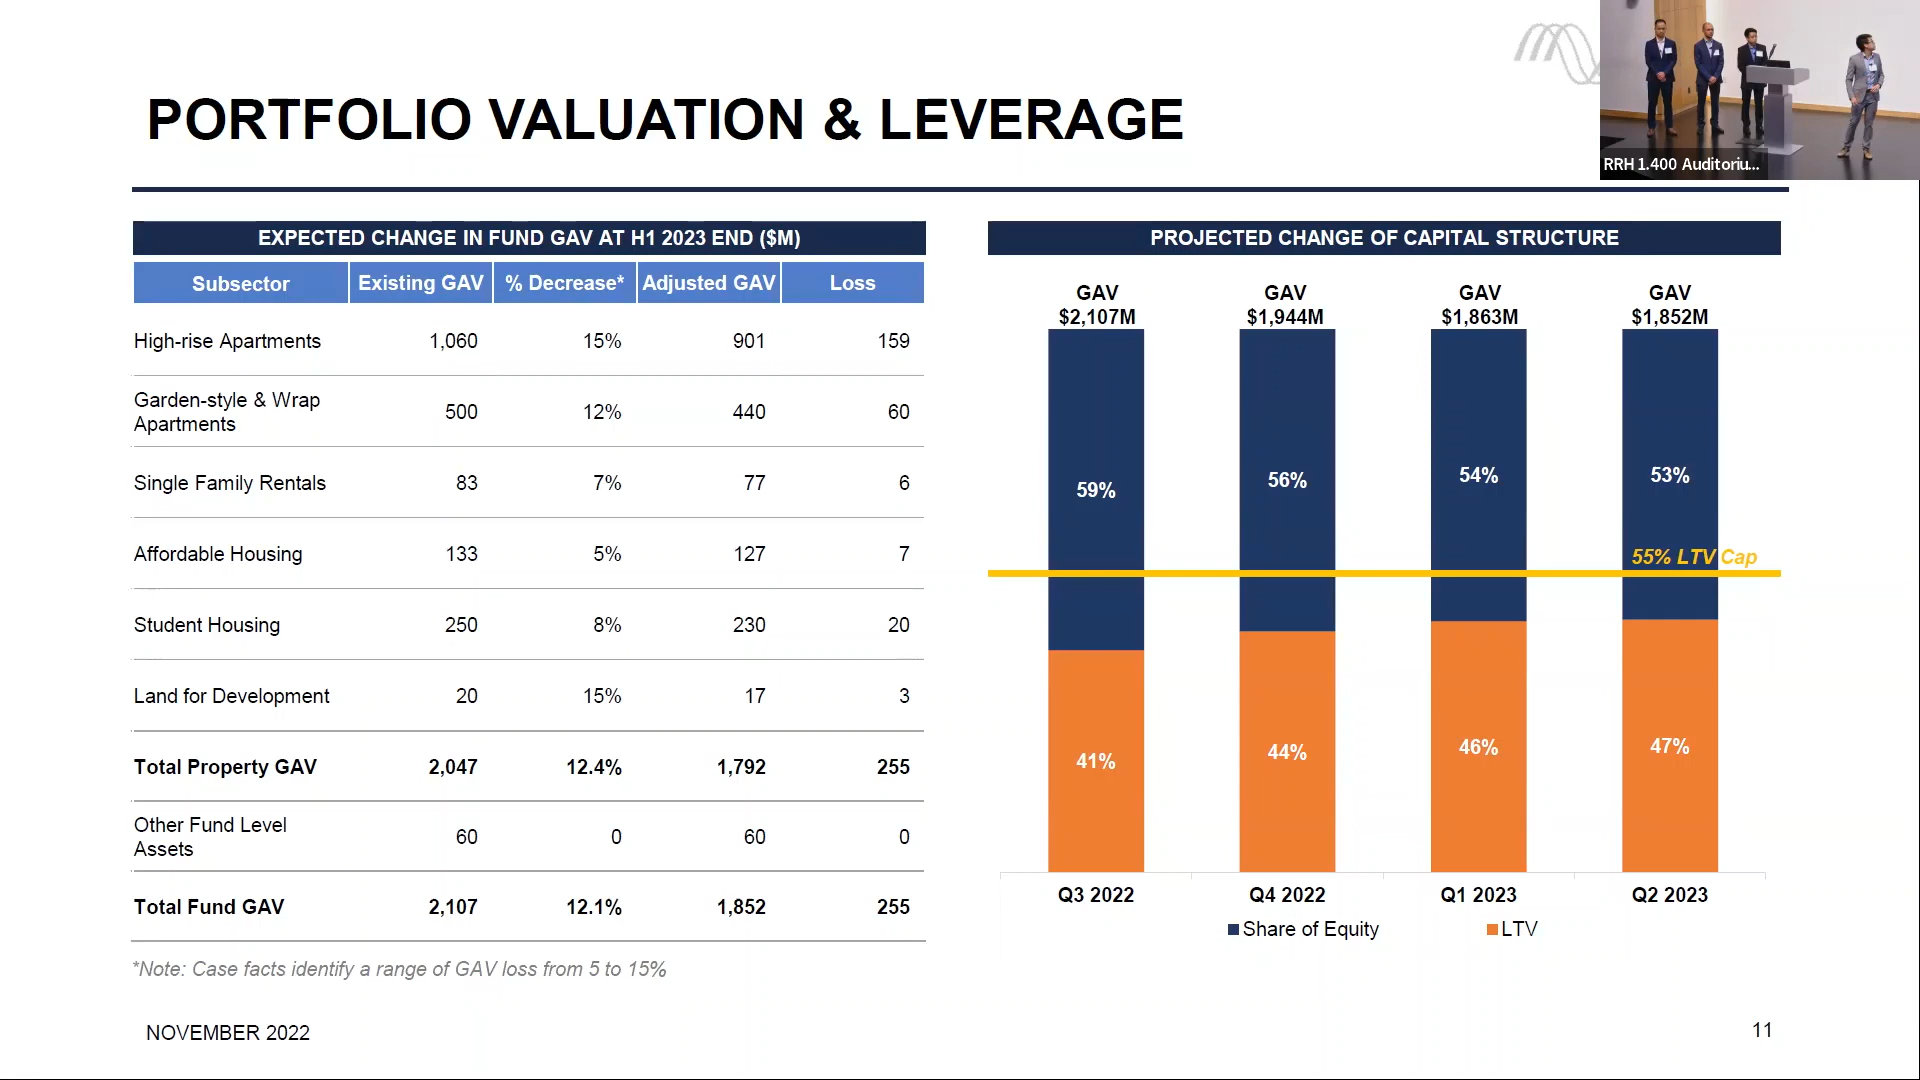 PORTFOLIO VALUATION & LEVERAGE
RRH 1.400 Auditoriu...
EXPECTED CHANGE IN FUND GAV AT H1 2023 END ($M)
Subsector Existing GAV % Decrease* Adjusted GAV Loss
High-rise Apartments 1,060 15% 901 159
Garden-style & Wrap
Apartments 500 12% 440 60
Single Family Rentals 83 7% 77 6
Affordable Housing 133 5% 127 7
Student Housing 250 8% 230 20
Land for Development 20 15% 17 3
Total Property GAV 2,047 12.4% 1,792 255
Other Fund Level
Assets 60 0 60 0
Total Fund GAV 2,107 12.1% 1,852 255
*Note: Case facts identify a range of GAV loss from 5 to 15%
PROJECTED CHANGE OF CAPITAL STRUCTURE
GAV GAV GAV GAV
$2,107M $1,944M $1,863M $1,852M
59% 56% 54% 53%
55% LTV Cap
41% 44% 46% 47%
Q3 2022 Q4 2022 Q1 2023 Q2 2023
Share of Equity LTV
NOVEMBER 2022
11